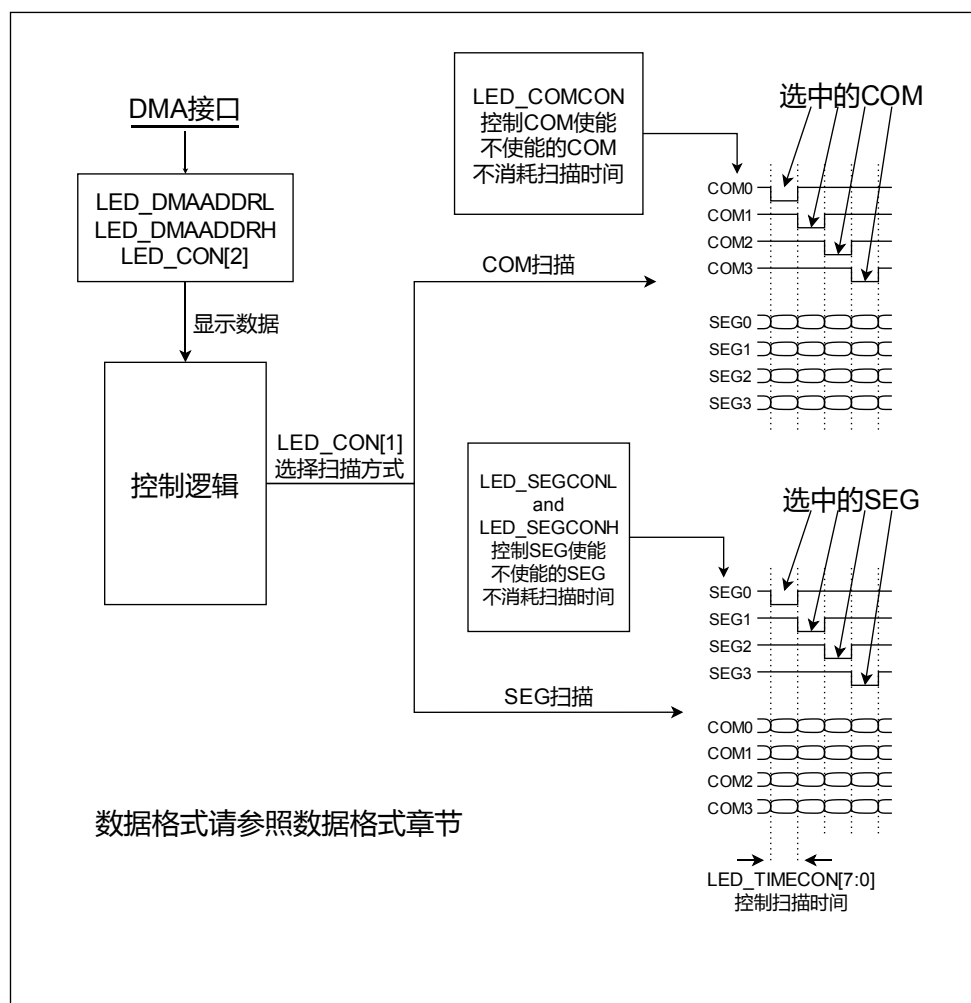 DMA接口
LED_DMAADDRL
LED_DMAADDRH
LED_CON[2]
显示数据
控制逻辑
LED_CON[1]
选择扫描方式
LED_COMCON
控制COM使能
不使能的COM
不消耗扫描时间
COM扫描
选中的COM
COM0
COM1
COM2
COM3
SEG0
SEG1
SEG2
SEG3
LED_SEGCONL
and
LED_SEGCONH
控制SEG使能
不使能的SEG
不消耗扫描时间
SEG扫描
选中的SEG
SEG0
SEG1
SEG2
SEG3
COM0
COM1
COM2
COM3
LED_TIMECON[7:0]
控制扫描时间
数据格式请参照数据格式章节